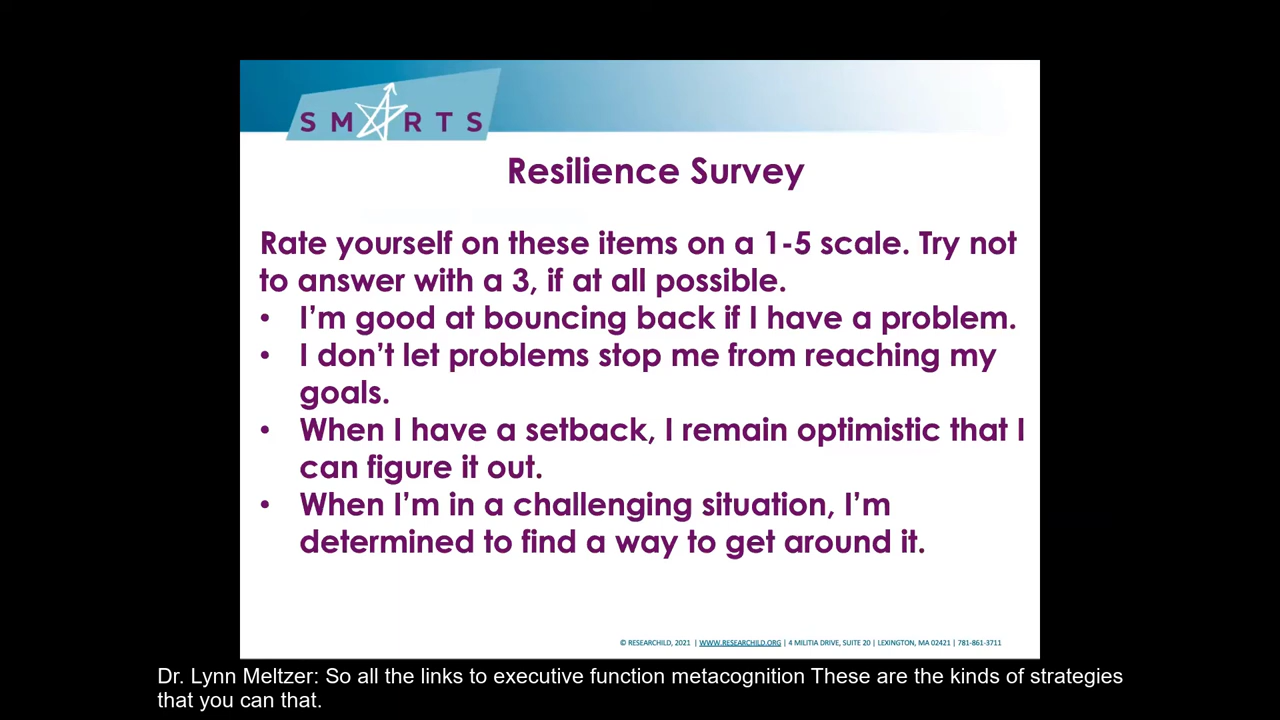 SMARTS
Resilience Survey
Rate yourself on these items on a 1-5 scale. Try not
to answer with a 3, if at all possible.
• I’m good at bouncing back if I have a problem.
• I don’t let problems stop me from reaching my
goals.
• When I have a setback, I remain optimistic that I
can figure it out.
• When I’m in a challenging situation, I’m
determined to find a way to get around it.
© RESEARCHILD, 2021 | WWW.RESEARCHILD.ORG | 4 MILITIA DRIVE, SUITE 20 | LEXINGTON, MA 02421 | 781-861-3711
Dr. Lynn Meltzer: So all the links to executive function metacognition These are the kinds of strategies
that you can that.